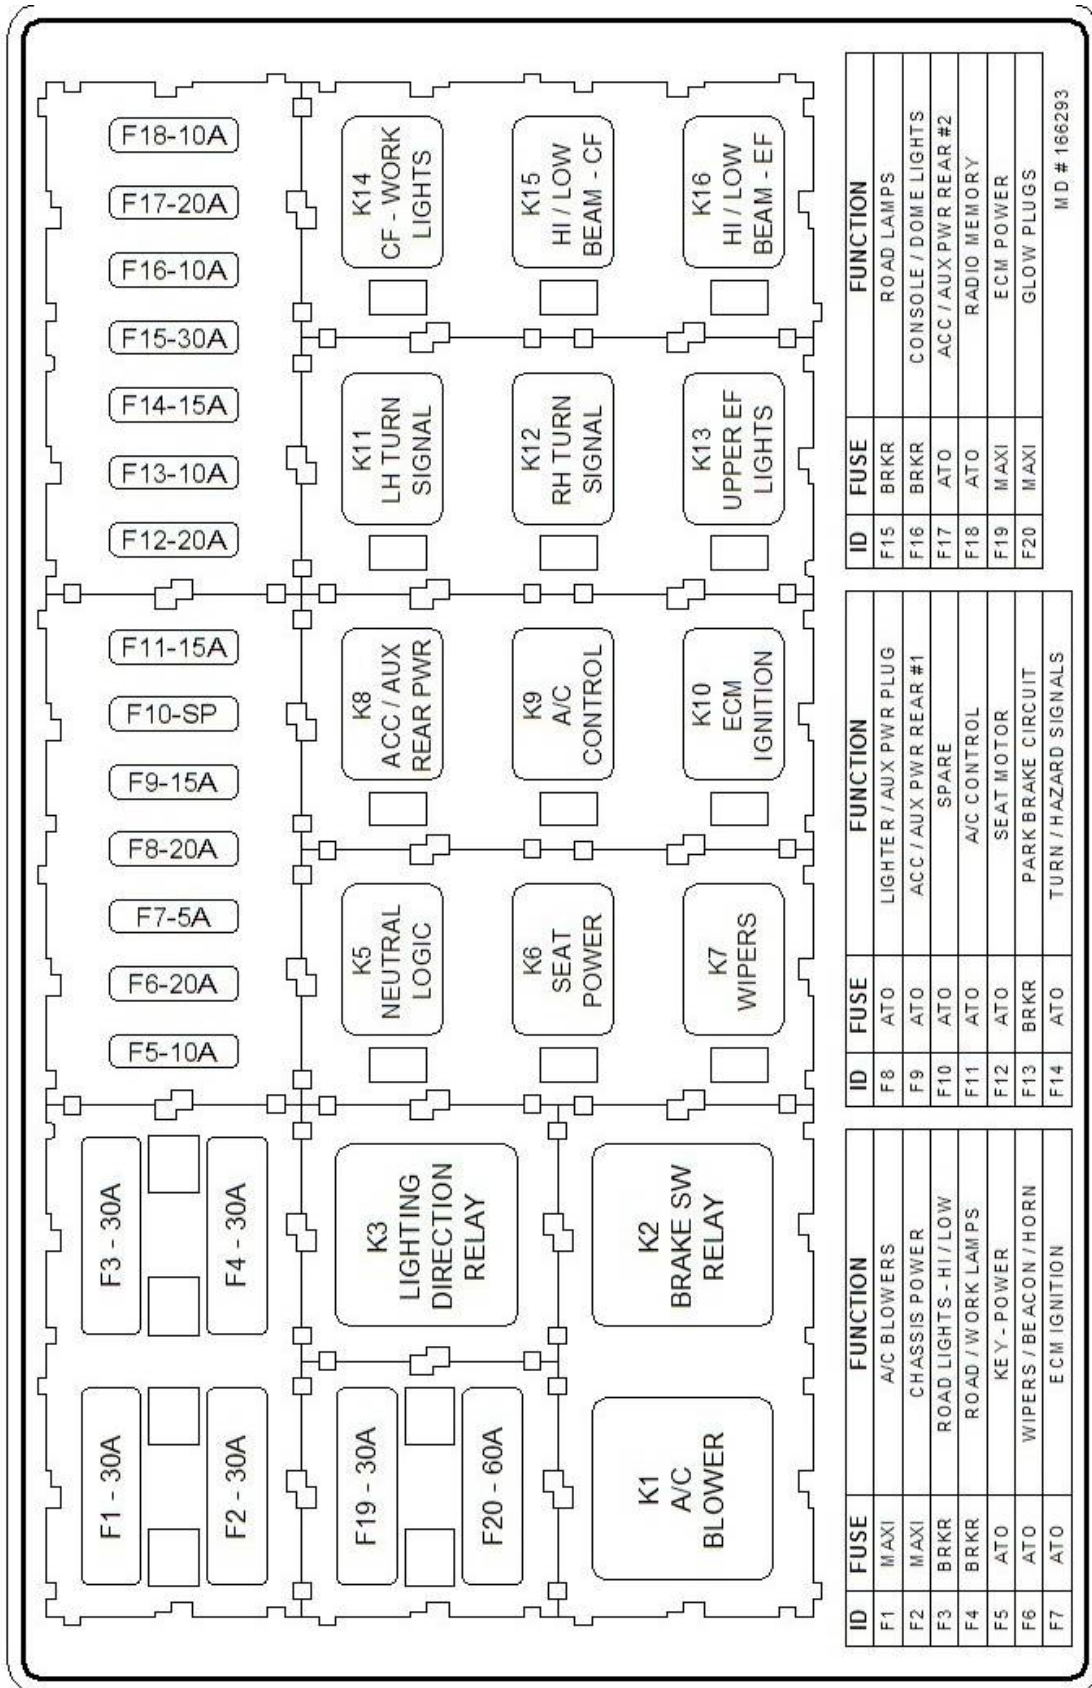 F18-10A
F17-20A
F16-10A
F15-30A
F14-15A
F13-10A
F12-20A
F11-15A
F10-SP
F9-15A
F8-20A
F7-5A
F6-20A
F5-10A
F1 - 30A
F2 - 30A
F3 - 30A
F4 - 30A
F19 - 30A
F20 - 60A
K3
LIGHTING
DIRECTION
RELAY
K1
A/C
BLOWER
K2
BRAKE SW
RELAY
K5
NEUTRAL
LOGIC
K6
SEAT
POWER
K7
WIPERS
K8
ACC / AUX
REAR PWR
K9
A/C
CONTROL
K10
ECM
IGNITION
K11
LH TURN
SIGNAL
K12
RH TURN
SIGNAL
K13
UPPER EF
LIGHTS
K14
CF - WORK
LIGHTS
K15
HI / LOW
BEAM - CF
K16
HI / LOW
BEAM - EF
ID FUSE FUNCTION
F1 MAXI A/C BLOWERS
F2 MAXI CHASSIS POWER
F3 BRKR ROAD LIGHTS - HI / LOW
F4 BRKR ROAD / WORK LAMPS
F5 ATO KEY - POWER
F6 ATO WIPERS / BEACON / HORN
F7 ATO ECM IGNITION
ID FUSE FUNCTION
F8 ATO LIGHTER / AUX PWR PLUG
F9 ATO ACC / AUX PWR REAR #1
F10 ATO SPARE
F11 ATO A/C CONTROL
F12 ATO SEAT MOTOR
F13 BRKR PARK BRAKE CIRCUIT
F14 ATO TURN / HAZARD SIGNALS
ID FUSE FUNCTION
F15 BRKR ROAD LAMPS
F16 BRKR CONSOLE / DOME LIGHTS
F17 ATO ACC / AUX PWR REAR #2
F18 ATO RADIO MEMORY
F19 MAXI ECM POWER
F20 MAXI GLOW PLUGS
MD # 166293